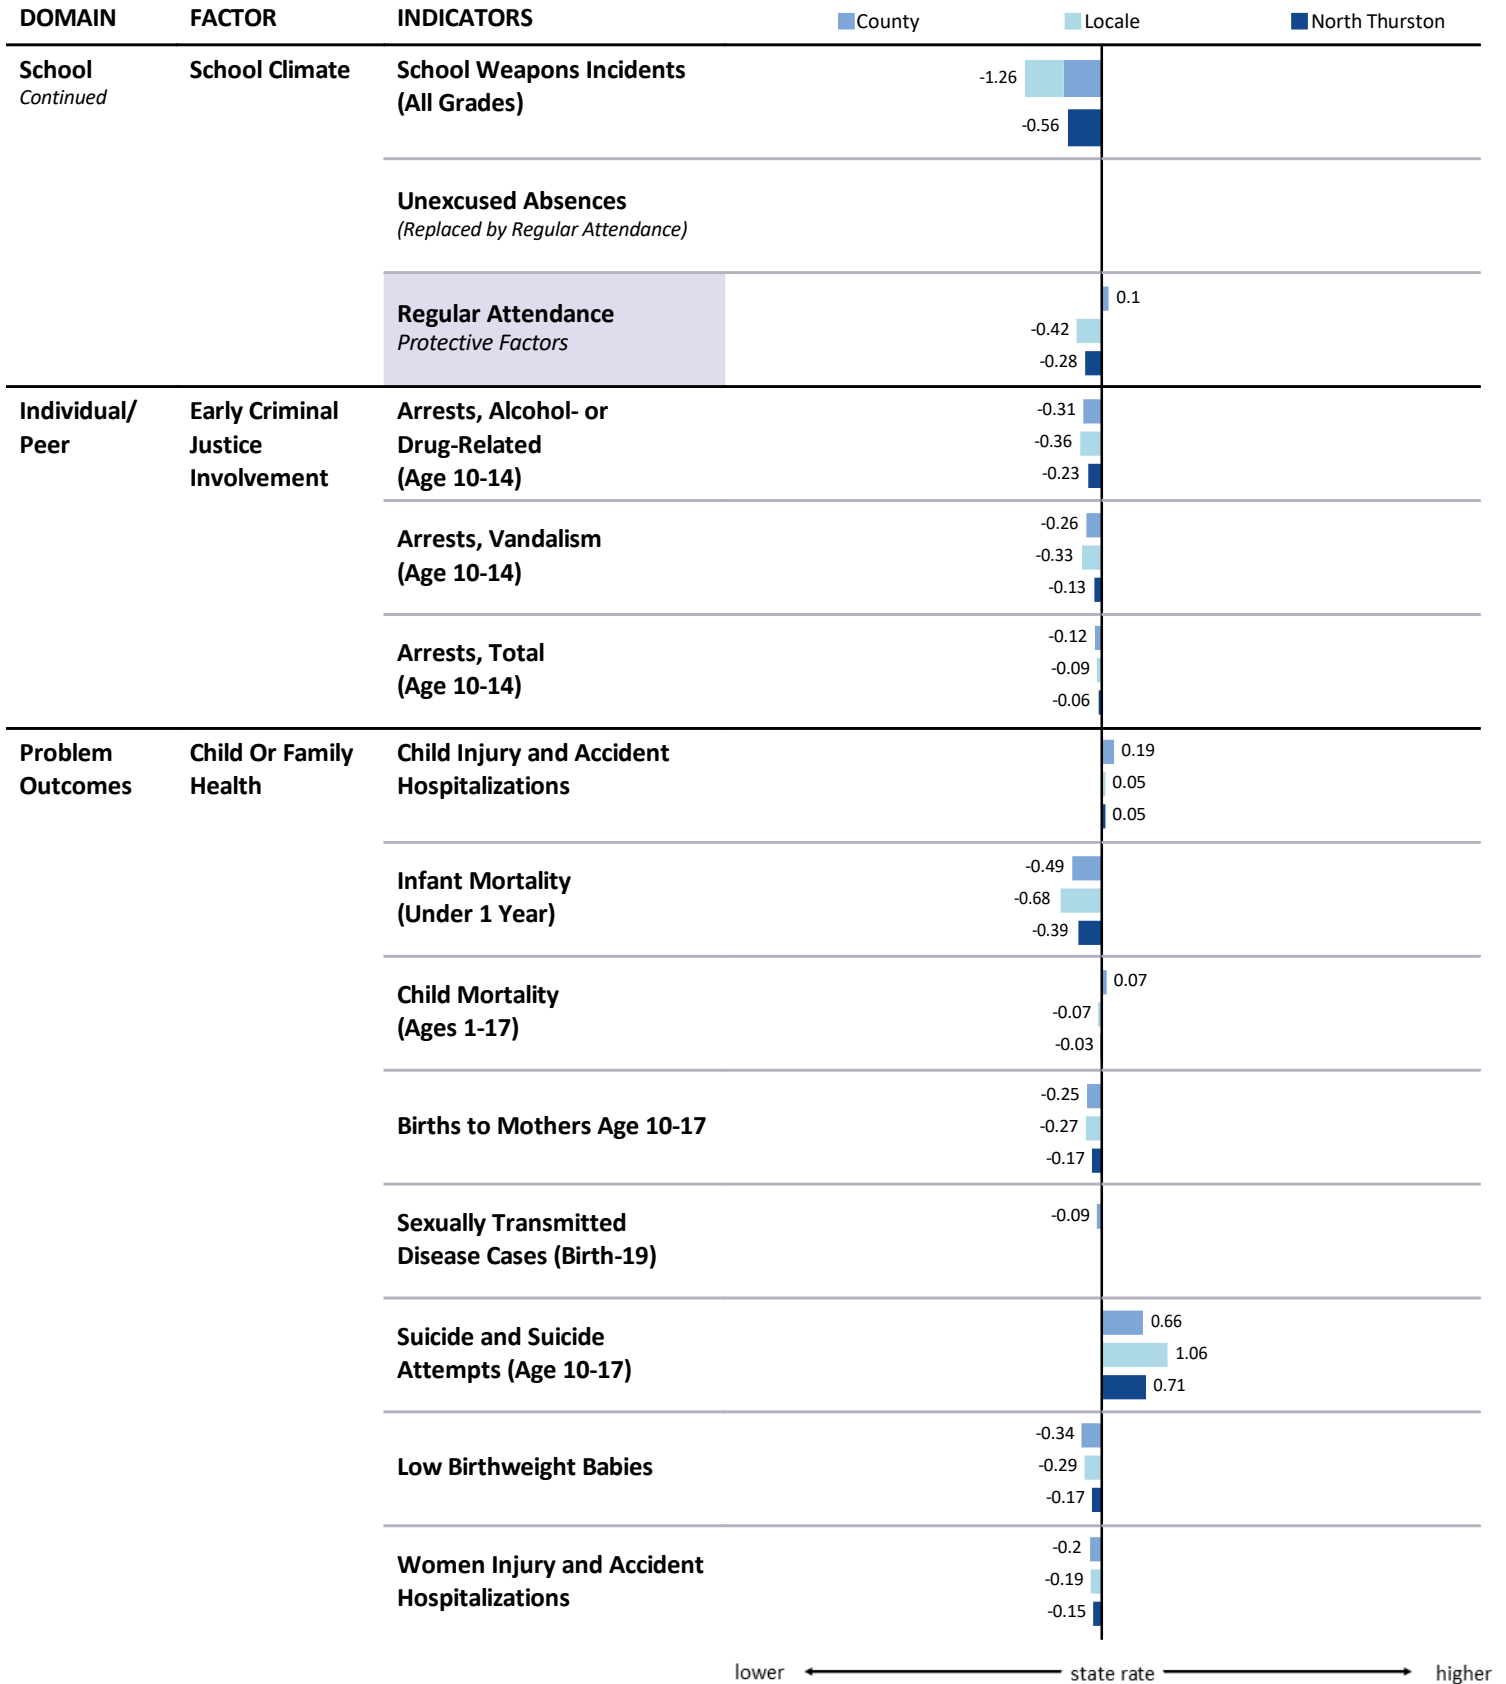 DOMAIN FACTOR INDICATORS County Locale North Thurston
School School Climate School Weapons Incidents
Continued (All Grades)
-1.26
-0.56
Unexcused Absences
(Replaced by Regular Attendance)
Regular Attendance
Protective Factors
0.1
-0.42
-0.28
Individual/ Early Criminal Arrests, Alcohol- or
Peer Justice Drug-Related
Involvement (Age 10-14)
-0.31
-0.36
-0.23
Arrests, Vandalism
(Age 10-14)
-0.26
-0.33
-0.13
Arrests, Total
(Age 10-14)
-0.12
-0.09
-0.06
Problem Child Or Family Child Injury and Accident
Outcomes Health Hospitalizations
0.19
0.05
0.05
Infant Mortality
(Under 1 Year)
-0.49
-0.68
-0.39
Child Mortality
(Ages 1-17)
0.07
-0.07
-0.03
Births to Mothers Age 10-17
-0.25
-0.27
-0.17
Sexually Transmitted
Disease Cases (Birth-19)
-0.09
Suicide and Suicide
Attempts (Age 10-17)
0.66
1.06
0.71
Low Birthweight Babies
-0.34
-0.29
-0.17
Women Injury and Accident
Hospitalizations
-0.2
-0.19
-0.15
lower state rate higher